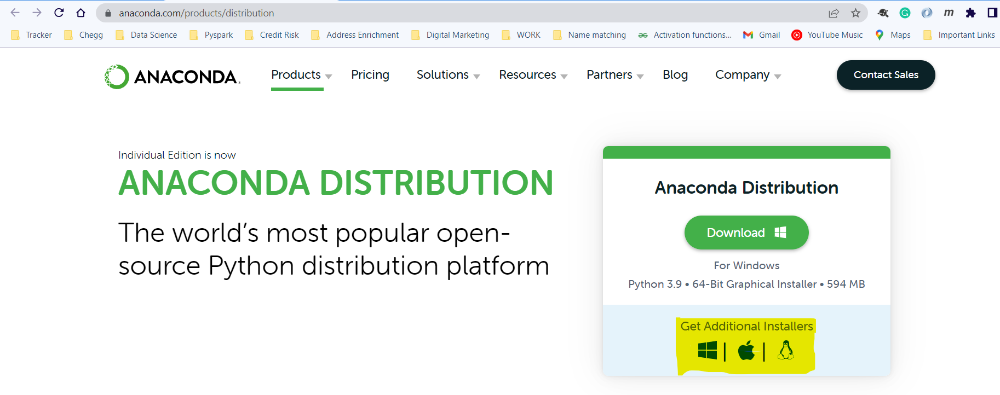 anaconda.com/products/distribution
Tracker Chegg Data Science Pyspark Credit Risk Address Enrichment Digital Marketing WORK Name matching Activation functions... Gmail YouTube Music Maps Important Links
ANACONDA. Products Pricing Solutions Resources Partners Blog Company Contact Sales
Individual Edition is now
ANACONDA DISTRIBUTION
The world’s most popular open-
source Python distribution platform
Anaconda Distribution
Download
For Windows
Python 3.9 • 64-Bit Graphical Installer • 594 MB
Get Additional Installers